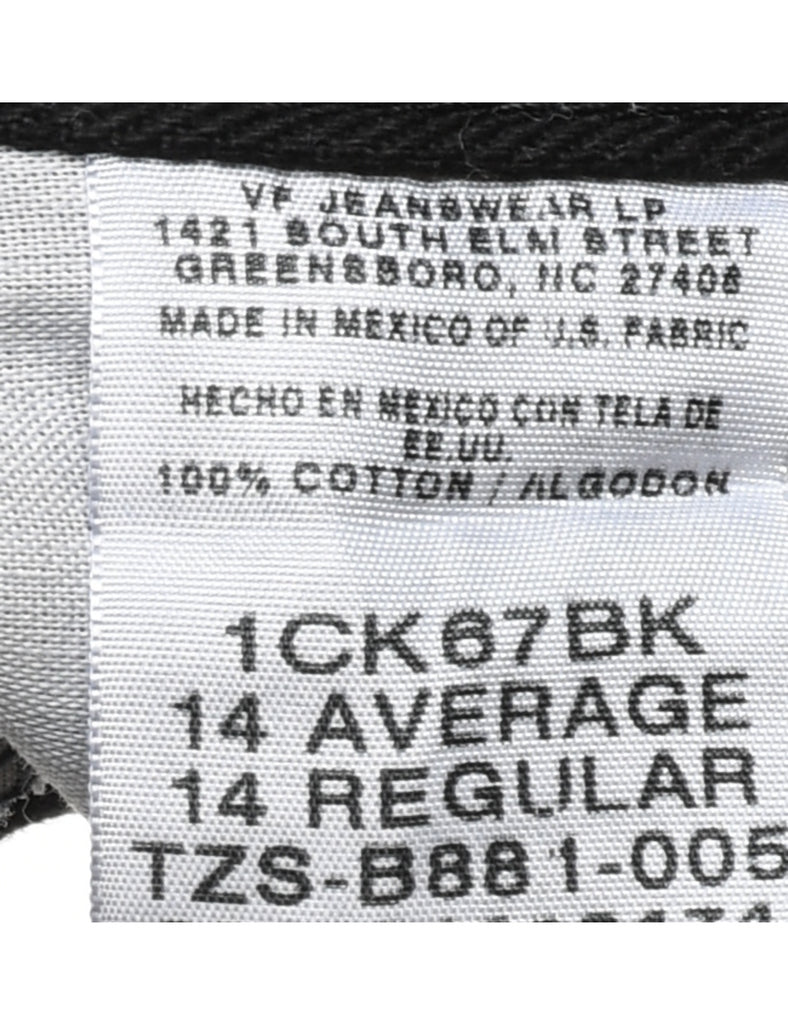 VF JEANSWEAR LP
1421 SOUTH ELM STREET
GREENSBORO, NC 27406
MADE IN MEXICO OF U.S. FABRIC
HECHO EN MEXICO CON TELA DE
EE.UU.
100% COTTON / ALGODON
1CK67BK
14 AVERAGE
14 REGULAR
TZS-B881-005